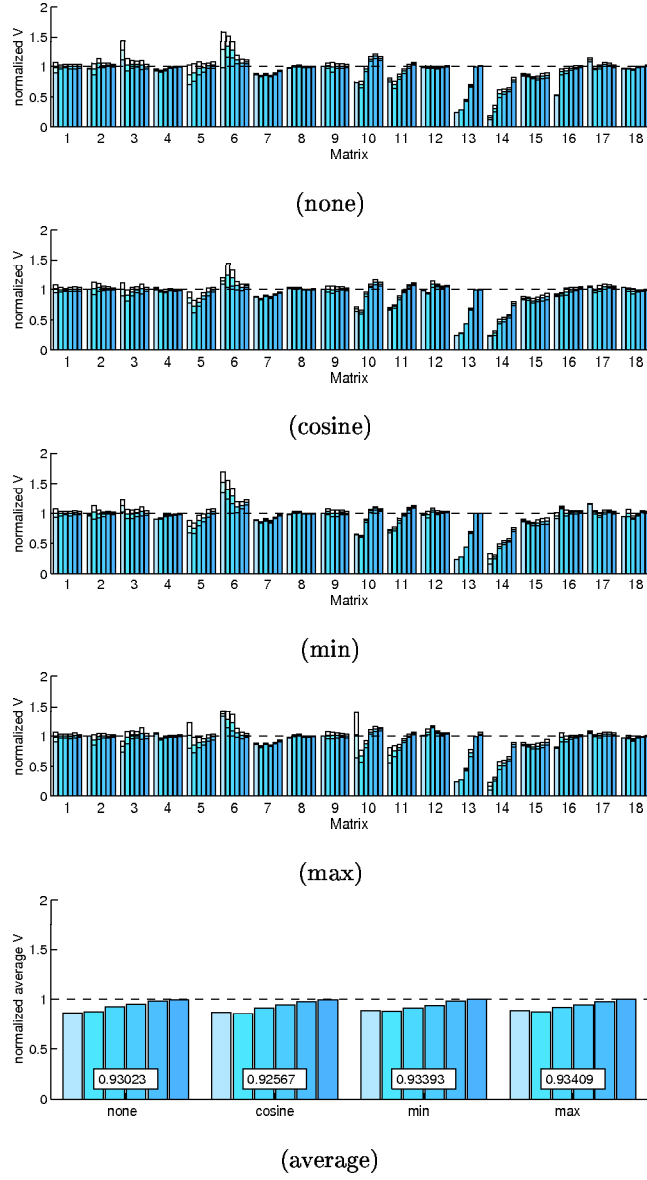 2
1.5
1
0.5
0
normalized V
1 2 3 4 5 6 7 8 9 10 11 12 13 14 15 16 17 18
Matrix
(none)
2
1.5
1
0.5
0
normalized V
1 2 3 4 5 6 7 8 9 10 11 12 13 14 15 16 17 18
Matrix
(cosine)
2
1.5
1
0.5
0
normalized V
1 2 3 4 5 6 7 8 9 10 11 12 13 14 15 16 17 18
Matrix
(min)
2
1.5
1
0.5
0
normalized V
1 2 3 4 5 6 7 8 9 10 11 12 13 14 15 16 17 18
Matrix
(max)
2
1.5
1
0.5
0
normalized average V
0.93023 0.92567 0.93393 0.93409
none cosine min max
(average)